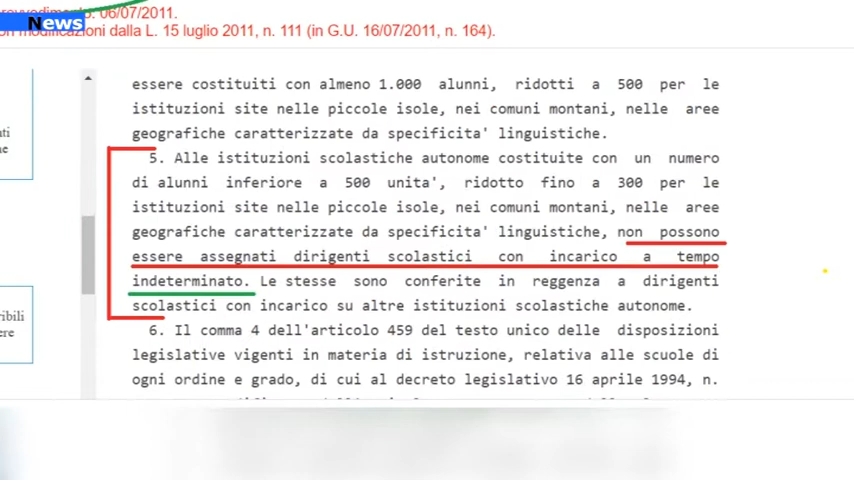 06/07/2011.
News
modificazioni dalla L. 15 luglio 2011, n. 111 (in G.U. 16/07/2011, n. 164).
essere costituiti con almeno 1.000 alunni, ridotti a 500 per le
istituzioni site nelle piccole isole, nei comuni montani, nelle aree
geografiche caratterizzate da specificita' linguistiche.
5. Alle istituzioni scolastiche autonome costituite con un numero
di alunni inferiore a 500 unita', ridotto fino a 300 per le
istituzioni site nelle piccole isole, nei comuni montani, nelle aree
geografiche caratterizzate da specificita' linguistiche, non possono
essere assegnati dirigenti scolastici con incarico a tempo
indeterminato. Le stesse sono conferite in reggenza a dirigenti
scolastici con incarico su altre istituzioni scolastiche autonome.
6. Il comma 4 dell'articolo 459 del testo unico delle disposizioni
legislative vigenti in materia di istruzione, relativa alle scuole di
ogni ordine e grado, di cui al decreto legislativo 16 aprile 1994, n.